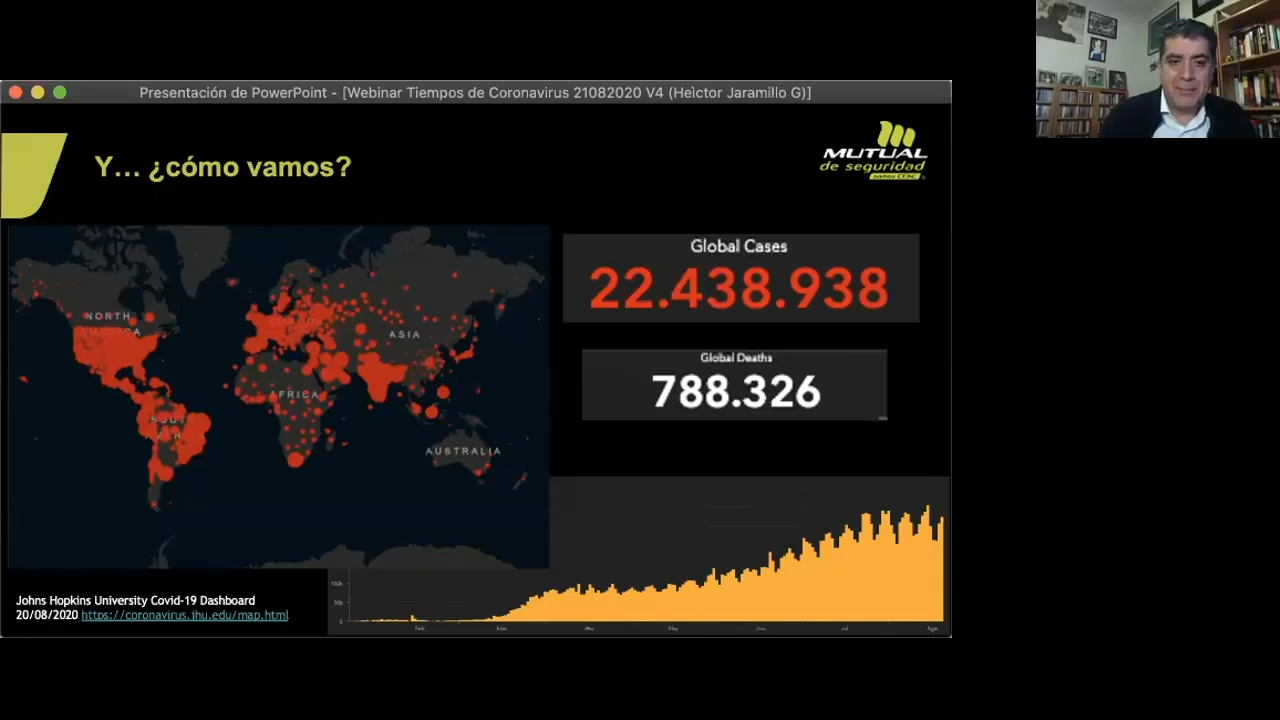 Presentación de PowerPoint - [Webinar Tiempos de Coronavirus 21082020 V4 (Heìctor Jaramillo G)]
MUTUAL
de seguridad
Y... ¿cómo vamos?
Global Cases
22.438.938
Global Deaths
788.326
NORTH
ASIA
AFRICA
AUSTRALIA
Johns Hopkins University Covid-19 Dashboard
20/08/2020 https://coronavirus.jhu.edu/map.html